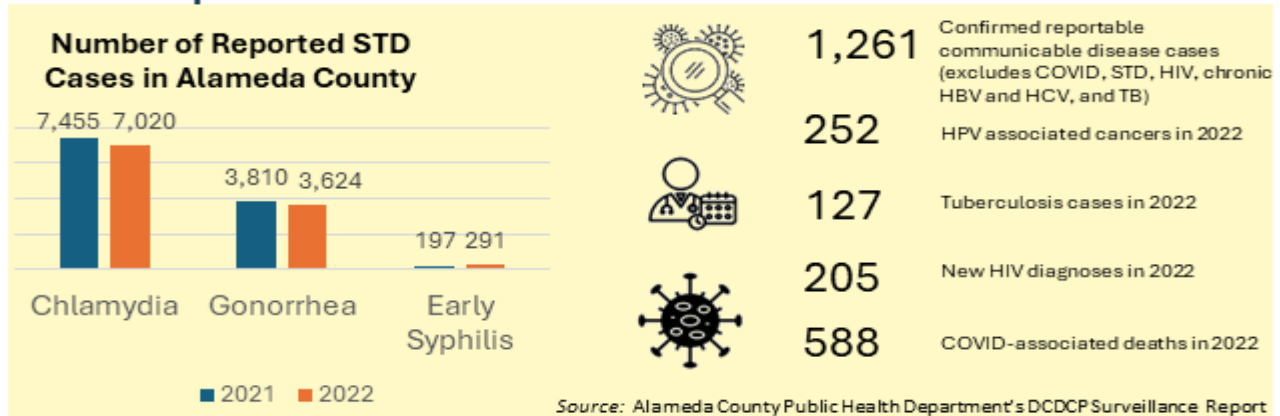 Number of Reported STD
Cases in Alameda County
7,455 7,020
3,810 3,624
197 291
Chlamydia Gonorrhea Early
Syphilis
2021 2022
1,261 Confirmed reportable
communicable disease cases
(excludes COVID, STD, HIV, chronic
HBV and HCV, and TB)
252 HPV associated cancers in 2022
127 Tuberculosis cases in 2022
205 New HIV diagnoses in 2022
588 COVID-associated deaths in 2022
Source: Alameda County Public Health Department's DCDCP Surveillance Report